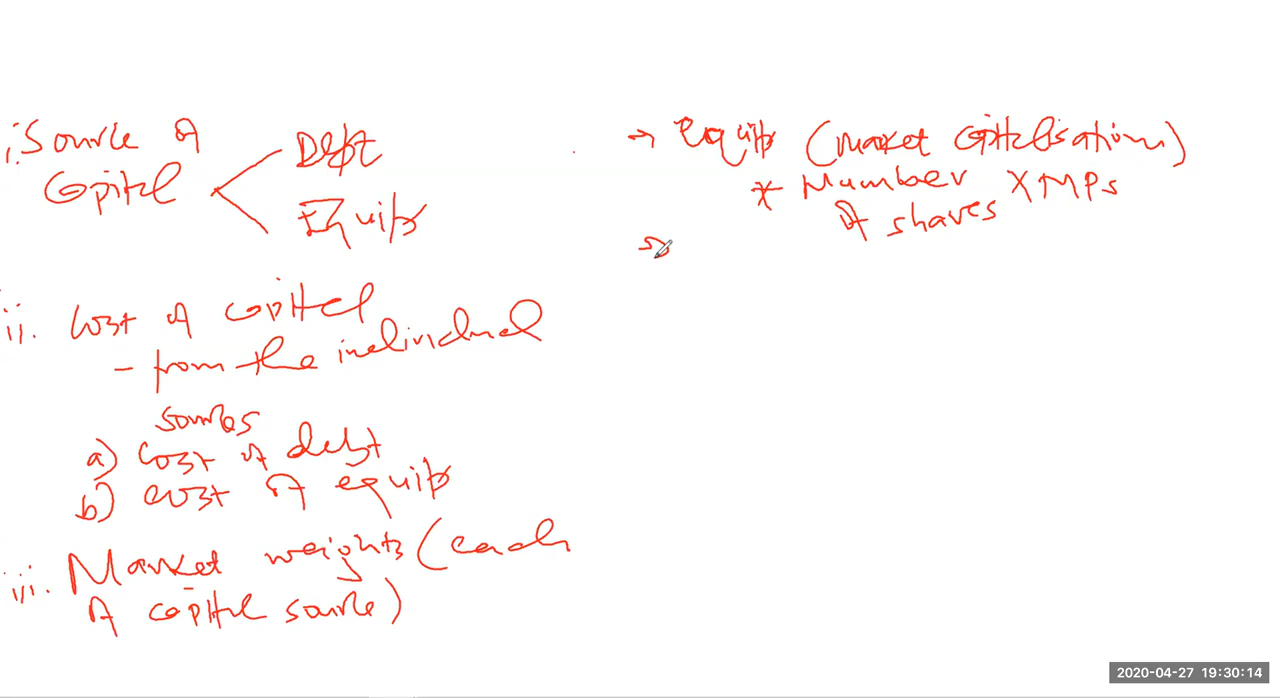 i. Source of
Capital
Debt
Equity
ii. Cost of capital
- from the individual
sources
a) Cost of debt
b) cost of equity
iii. Market weights (each
of capital source)
→ Equity (Market Capitalisation)
* Number X MPS
of shares
2020-04-27 19:30:14